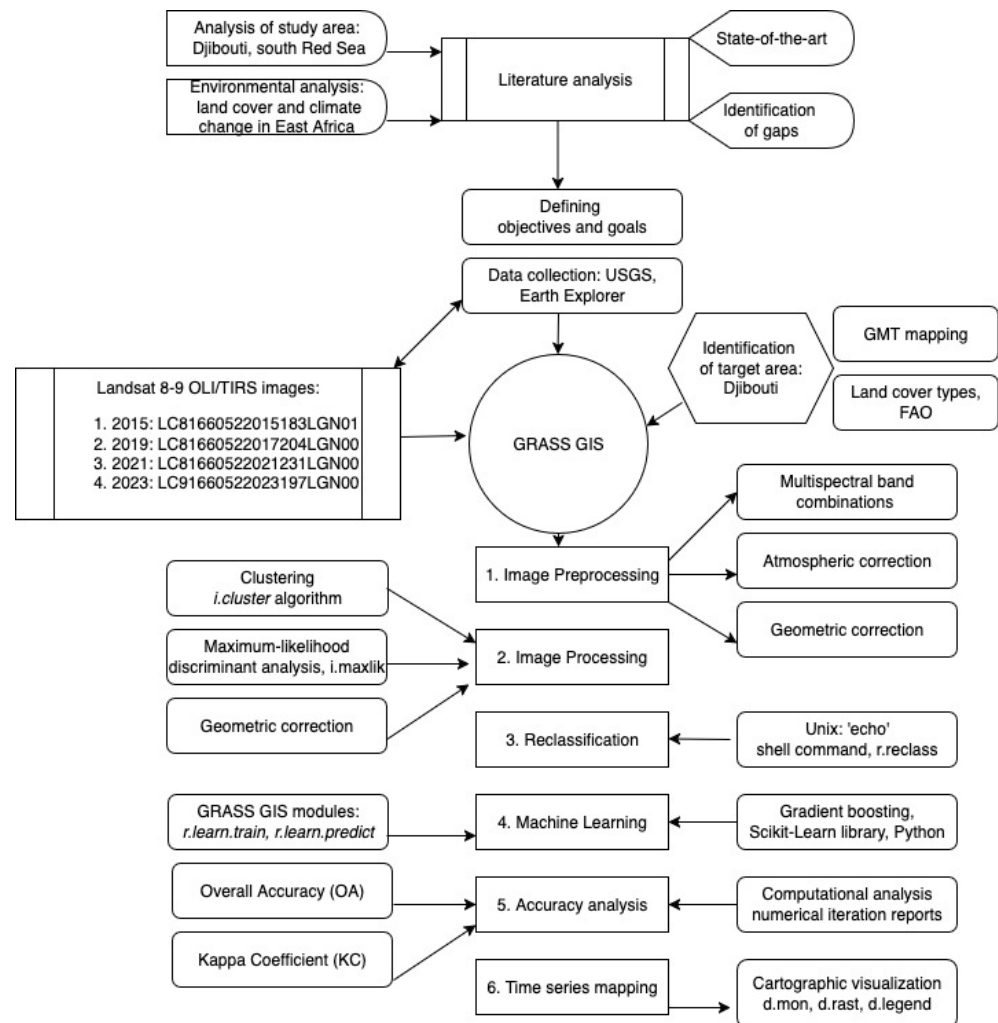 Analysis of study area:
Djibouti, south Red Sea
Environmental analysis:
land cover and climate
change in East Africa
Literature analysis
State-of-the-art
Identification
of gaps
Defining
objectives and goals
Data collection: USGS,
Earth Explorer
Landsat 8-9 OLI/TIRS images:
1. 2015: LC81660522015183LGN01
2. 2019: LC81660522017204LGN00
3. 2021: LC81660522021231LGN00
4. 2023: LC91660522023197LGN00
GRASS GIS
Identification
of target area:
Djibouti
GMT mapping
Land cover types,
FAO
1. Image Preprocessing
Multispectral band
combinations
Atmospheric correction
Geometric correction
Clustering
i.cluster algorithm
Maximum-likelihood
discriminant analysis, i.maxlik
Geometric correction
2. Image Processing
3. Reclassification
Unix: 'echo'
shell command, r.reclass
GRASS GIS modules:
r.learn.train, r.learn.predict
4. Machine Learning
Gradient boosting,
Scikit-Learn library, Python
Overall Accuracy (OA)
Kappa Coefficient (KC)
5. Accuracy analysis
Computational analysis
numerical iteration reports
6. Time series mapping
Cartographic visualization
d.mon, d.rast, d.legend